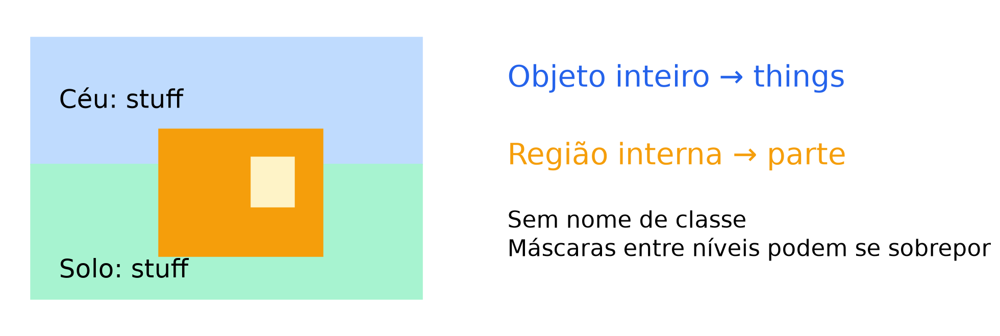 Céu: stuff
Solo: stuff
Objeto inteiro → things
Região interna → parte
Sem nome de classe
Máscaras entre níveis podem se sobrepor